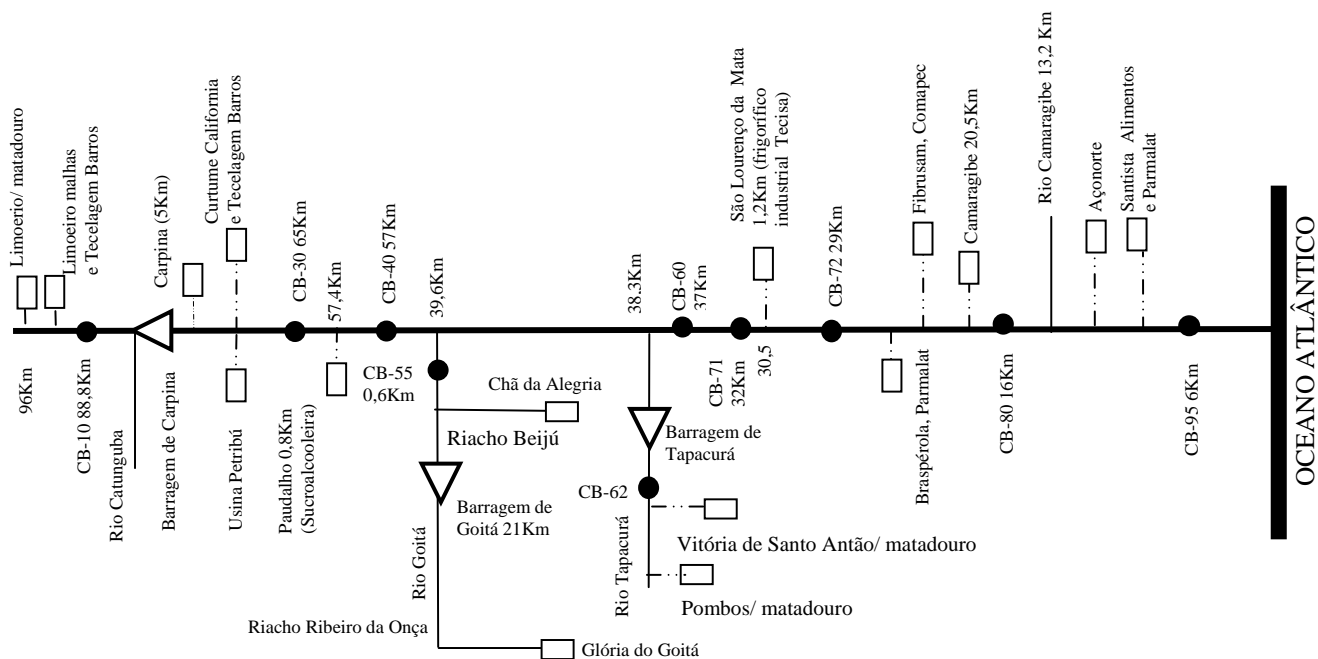 Limoerio/ matadouro
Limoeiro malhas
e Tecelagem Barros
Carpina (5Km)
Curtume California
e Tecelagem Barros
CB-30 65Km
57,4Km
CB-40 57Km
39,6Km
38.3Km
CB-60
37Km
São Lourenço da Mata
1,2Km (frigorífico
industrial Tecisa)
CB-72 29Km
Fibrusam, Comapec
Camaragibe 20,5Km
Rio Camaragibe 13,2 Km
Açonorte
Santista Alimentos
e Parmalat
OCEANO ATLÂNTICO
96Km
CB-10 88,8Km
Rio Catunguba
Barragem de Carpina
Usina Petribú
Paudalho 0,8Km
(Sucroalcooleira)
CB-55
0,6Km
Chã da Alegria
Riacho Beijú
Barragem de
Goitá 21Km
Rio Goitá
Riacho Ribeiro da Onça
Glória do Goitá
Barragem de
Tapacurá
CB-62
Rio Tapacurá
Vitória de Santo Antão/ matadouro
Pombos/ matadouro
CB-71
32Km
30,5
Braspérola, Parmalat
CB-80 16Km
CB-95 6Km